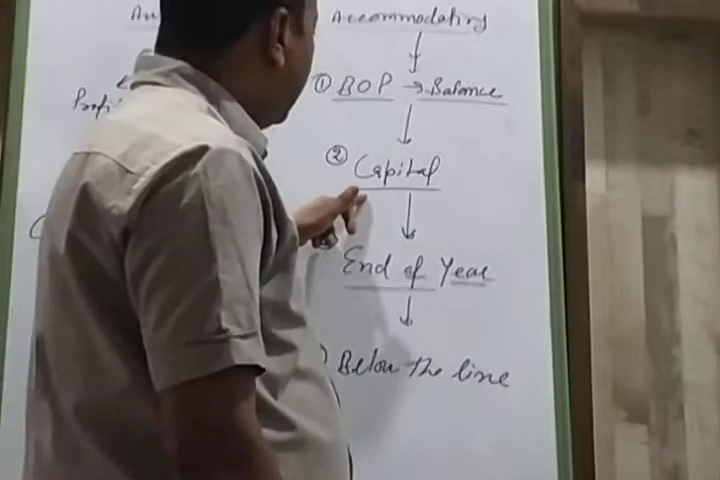 Accommodating
① BOP → Balance
② Capital
End of Year
) Below the line